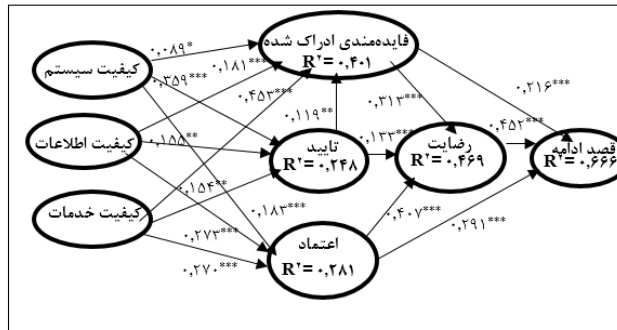 کیفیت سیستم
کیفیت اطلاعات
کیفیت خدمات
فایده‌مندی ادراک شده
R۲= ۰٫۴۰۱
تایید
R۲= ۰٫۲۴۸
اعتماد
R۲= ۰٫۲۸۱
رضایت
R۲= ۰٫۴۶۹
قصد ادامه
R۲= ۰٫۶۶۶
۰٫۰۸۹*
۰٫۳۵۹***
۰٫۱۸۱***
۰٫۴۵۳***
۰٫۱۵۵**
۰٫۱۵۴**
۰٫۱۸۳***
۰٫۲۷۳***
۰٫۲۷۰***
۰٫۱۱۹**
۰٫۳۱۳***
۰٫۱۳۳***
۰٫۲۱۶***
۰٫۴۵۲***
۰٫۴۰۷***
۰٫۲۹۱***